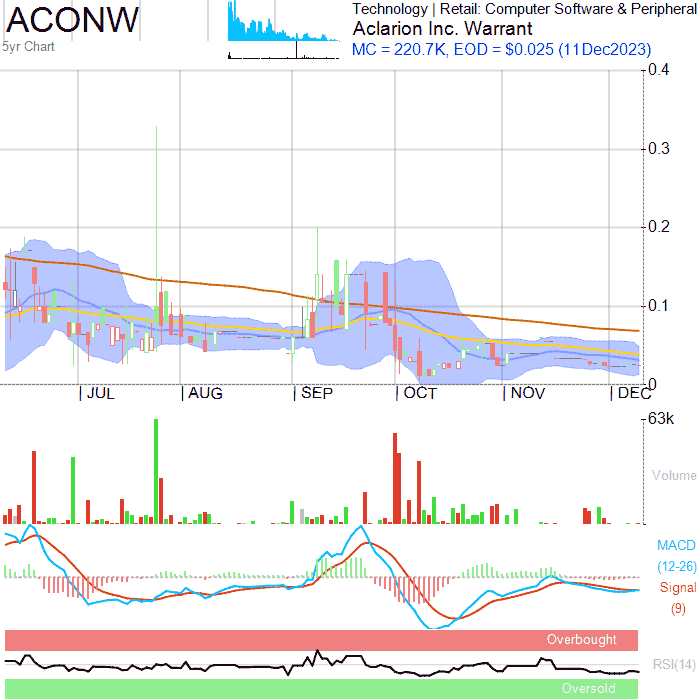 ACONW
5yr Chart
Technology | Retail: Computer Software & Peripheral
Aclarion Inc. Warrant
MC = 220.7K, EOD = $0.025 (11Dec2023)
0.4
0.3
0.2
0.1
0
| JUL
| AUG
| SEP
| OCT
| NOV
| DEC
63k
Volume
MACD
(12-26)
Signal
(9)
Overbought
RSI(14)
Oversold